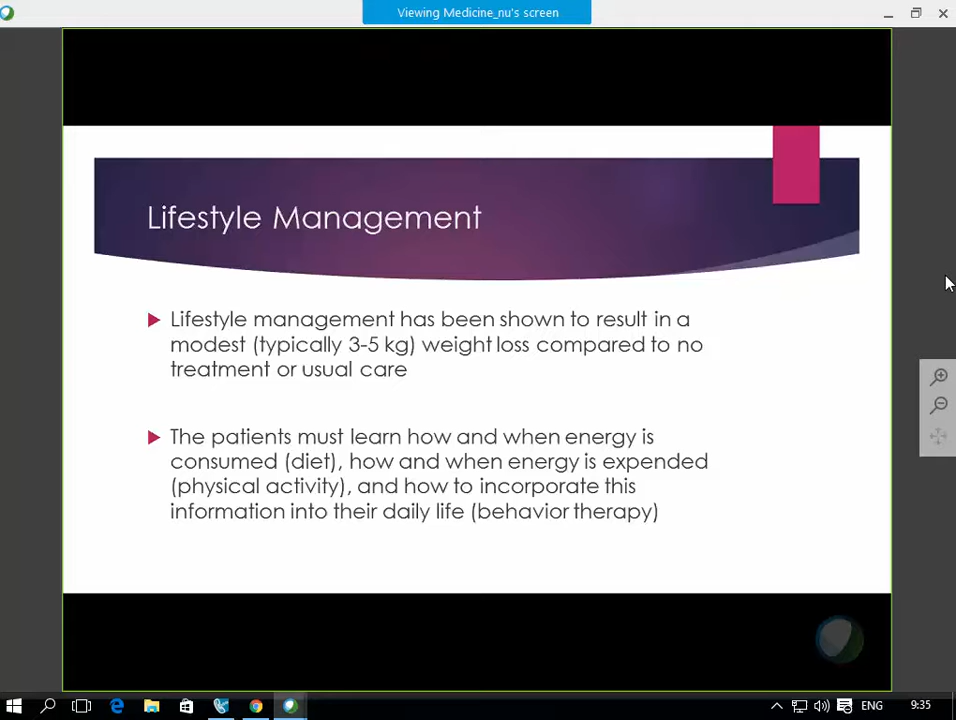 Viewing Medicine_nu's screen
Lifestyle Management
Lifestyle management has been shown to result in a
modest (typically 3-5 kg) weight loss compared to no
treatment or usual care
The patients must learn how and when energy is
consumed (diet), how and when energy is expended
(physical activity), and how to incorporate this
information into their daily life (behavior therapy)
ENG
9:35